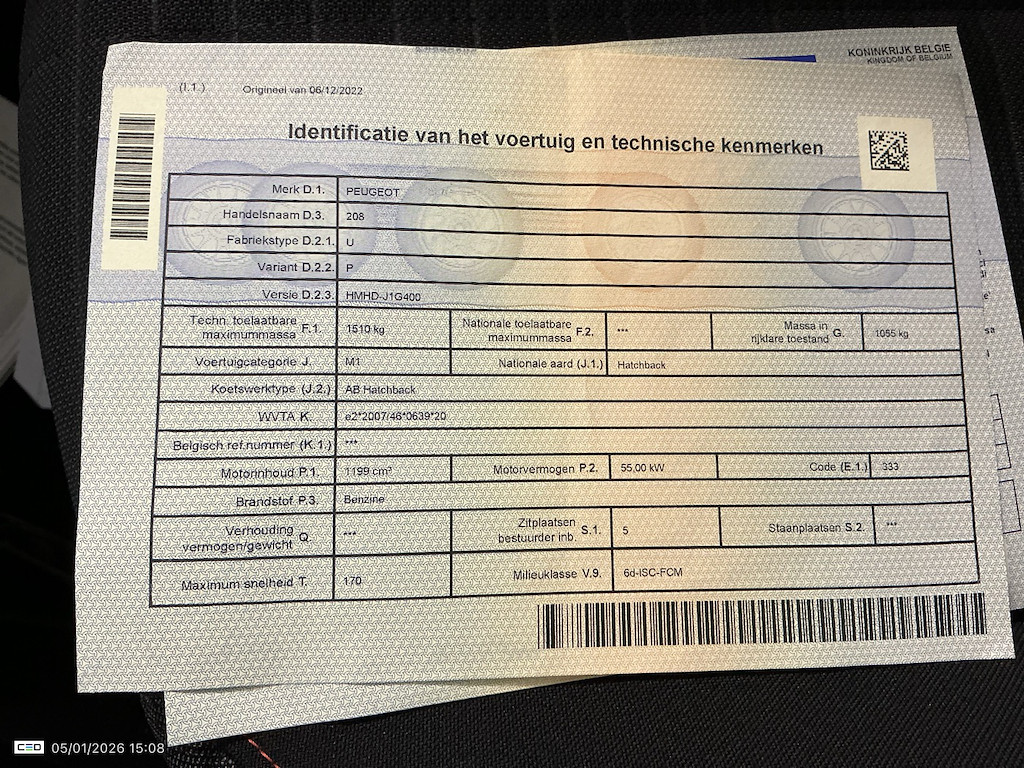 KONINKRIJK BELGIE
KINGDOM OF BELGIUM
(I.1.) Origineel van 06/12/2022
Identificatie van het voertuig en technische kenmerken
Merk D.1. PEUGEOT
Handelsnaam D.3. 208
Fabriekstype D.2.1. U
Variant D.2.2. P
Versie D.2.3. HMHD-J1G400
Techn. toelaatbare maximummassa F.1. 1510 kg Nationale toelaatbare maximummassa F.2. *** Massa in rijklare toestand G. 1055 kg
Voertuigcategorie J. M1 Nationale aard (J.1.) Hatchback
Koetswerktype (J.2.) AB Hatchback
WVTA K. e2*2007/46*0639*20
Belgisch ref.nummer (K.1.) ***
Motorinhoud P.1. 1199 cm³ Motorvermogen P.2. 55,00 kW Code (E.1.) 333
Brandstof P.3. Benzine
Verhouding vermogen/gewicht Q. *** Zitplaatsen bestuurder inb. S.1. 5 Staanplaatsen S.2. ***
Maximum snelheid T. 170 Milieuklasse V.9. 6d-ISC-FCM
CEO 05/01/2026 15:08